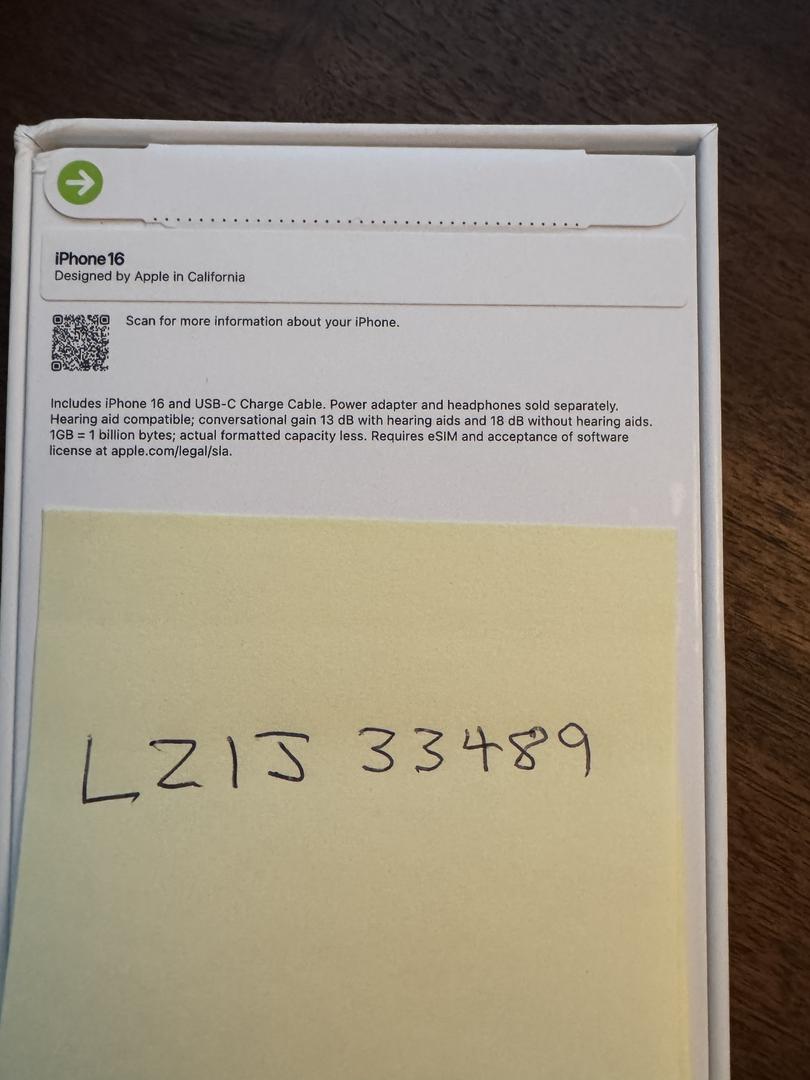 iPhone 16
Designed by Apple in California
Scan for more information about your iPhone.
Includes iPhone 16 and USB-C Charge Cable. Power adapter and headphones sold separately.
Hearing aid compatible; conversational gain 13 dB with hearing aids and 18 dB without hearing aids.
1GB = 1 billion bytes; actual formatted capacity less. Requires eSIM and acceptance of software
license at apple.com/legal/sla.
LZIJ 33489